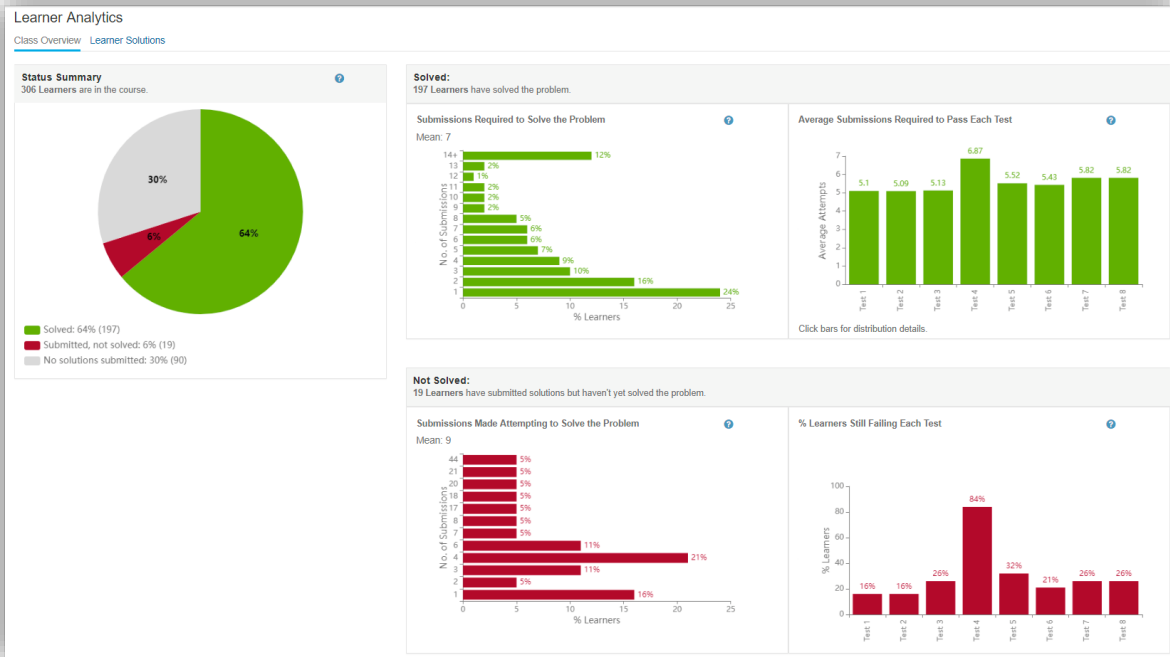 Learner Analytics
Class Overview Learner Solutions
Status Summary
306 Learners are in the course.
30%
6%
64%
Solved: 64% (197)
Submitted, not solved: 6% (19)
No solutions submitted: 30% (90)
Solved:
197 Learners have solved the problem.
Submissions Required to Solve the Problem
Mean: 7
No. of Submissions
14+ 12%
13 2%
12 1%
11 2%
10 2%
9 2%
8 5%
7 6%
6 6%
5 7%
4 9%
3 10%
2 16%
1 24%
0 5 10 15 20 25
% Learners
Average Submissions Required to Pass Each Test
Average Attempts
7
6
5
4
3
2
1
0
5.1 5.09 5.13 6.87 5.52 5.43 5.82 5.82
Test 1 Test 2 Test 3 Test 4 Test 5 Test 6 Test 7 Test 8
Click bars for distribution details.
Not Solved:
19 Learners have submitted solutions but haven't yet solved the problem.
Submissions Made Attempting to Solve the Problem
Mean: 9
No. of Submissions
44 5%
21 5%
20 5%
18 5%
17 5%
8 5%
7 5%
6 11%
4 21%
3 11%
2 5%
1 16%
0 5 10 15 20 25
% Learners
% Learners Still Failing Each Test
% Learners
100
80
60
40
20
0
16% 16% 26% 84% 32% 21% 26% 26%
Test 1 Test 2 Test 3 Test 4 Test 5 Test 6 Test 7 Test 8